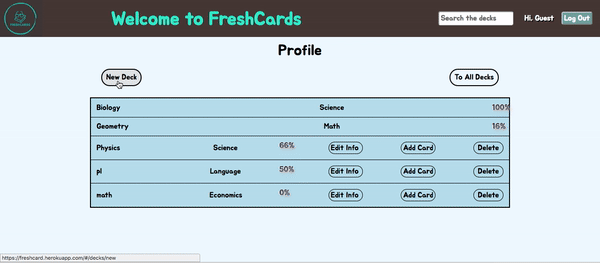 FRESHCARDS
Welcome to FreshCards
Search the decks
Hi, Guest
Log Out
Profile
New Deck
To All Decks
Biology Science 100%
Geometry Math 16%
Physics Science 66% Edit Info Add Card Delete
pl Language 50% Edit Info Add Card Delete
math Economics 0% Edit Info Add Card Delete
https://freshcard.herokuapp.com/#/decks/new